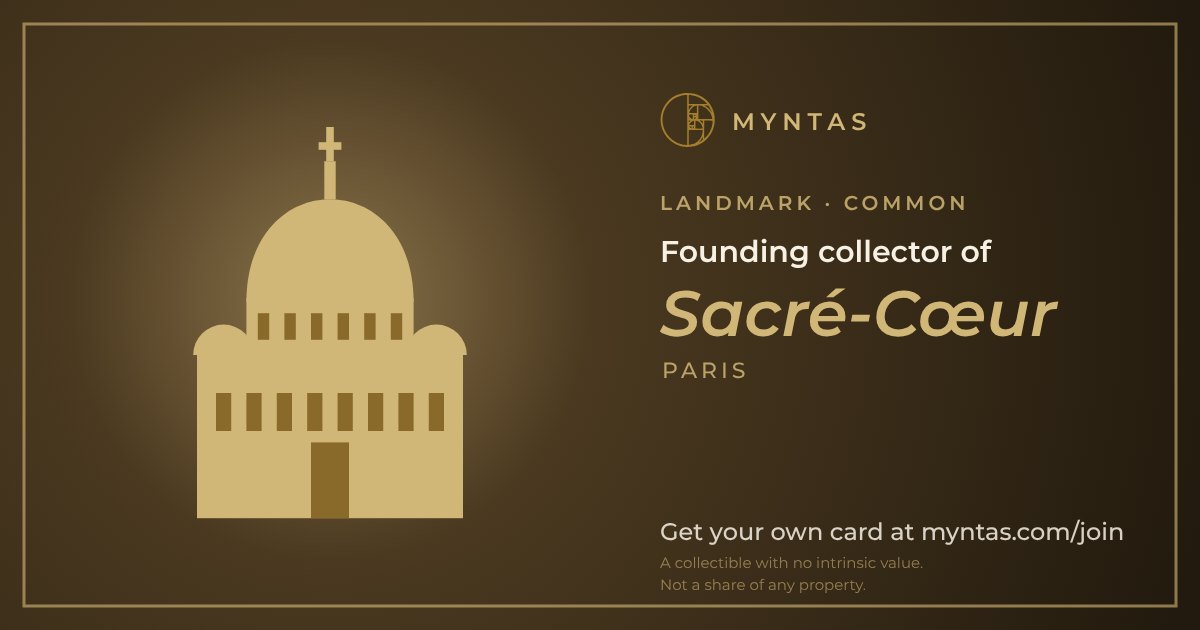 MYNTAS
LANDMARK · COMMON
Founding collector of
Sacré-Cœur
PARIS
Get your own card at myntas.com/join
A collectible with no intrinsic value.
Not a share of any property.